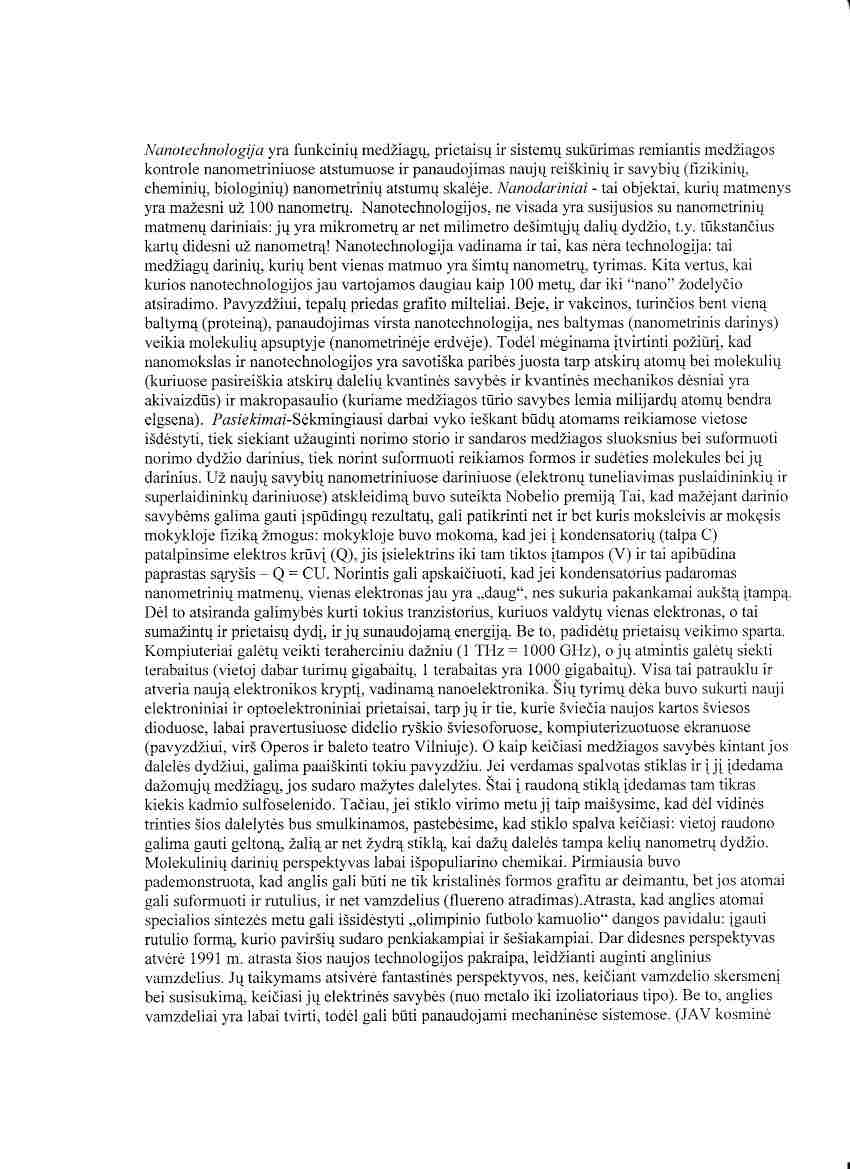 Nanotechnologija yra funkcinių medžiagų, prietaisų ir sistemų sukūrimas remiantis medžiagos
kontrole nanometriniuose atstumuose ir panaudojimas naujų reiškinių ir savybių (fizikinių,
cheminių, biologinių) nanometrinių atstumų skalėje. Nanodariniai - tai objektai, kurių matmenys
yra mažesni už 100 nanometrų.  Nanotechnologijos, ne visada yra susijusios su nanometrinių
matmenų dariniais: jų yra mikrometrų ar net milimetro dešimtųjų dalių dydžio, t.y. tūkstančius
kartų didesni už nanometrą! Nanotechnologija vadinama ir tai, kas nėra technologija: tai
medžiagų darinių, kurių bent vienas matmuo yra šimtų nanometrų, tyrimas. Kita vertus, kai
kurios nanotechnologijos jau vartojamos daugiau kaip 100 metų, dar iki “nano” žodelyčio
atsiradimo. Pavyzdžiui, tepalų priedas grafito milteliai. Beje, ir vakcinos, turinčios bent vieną
baltymą (proteiną), panaudojimas virsta nanotechnologija, nes baltymas (nanometrinis darinys)
veikia molekulių apsuptyje (nanometrinėje erdvėje). Todėl mėginama įtvirtinti požiūrį, kad
nanomokslas ir nanotechnologijos yra savotiška paribės juosta tarp atskirų atomų bei molekulių
(kuriuose pasireiškia atskirų dalelių kvantinės savybės ir kvantinės mechanikos dėsniai yra
akivaizdūs) ir makropasaulio (kuriame medžiagos tūrio savybes lemia milijardų atomų bendra
elgsena).  Pasiekimai-Sėkmingiausi darbai vyko ieškant būdų atomams reikiamose vietose
išdėstyti, tiek siekiant užauginti norimo storio ir sandaros medžiagos sluoksnius bei suformuoti
norimo dydžio darinius, tiek norint suformuoti reikiamos formos ir sudėties molekules bei jų
darinius. Už naujų savybių nanometriniuose dariniuose (elektronų tuneliavimas puslaidininkių ir
superlaidininkų dariniuose) atskleidimą buvo suteikta Nobelio premiją Tai, kad mažėjant darinio
savybėms galima gauti įspūdingų rezultatų, gali patikrinti net ir bet kuris moksleivis ar mokęsis
mokykloje fiziką žmogus: mokykloje buvo mokoma, kad jei į kondensatorių (talpa C)
patalpinsime elektros krūvį (Q), jis įsielektrins iki tam tiktos įtampos (V) ir tai apibūdina
paprastas sąryšis – Q = CU. Norintis gali apskaičiuoti, kad jei kondensatorius padaromas
nanometrinių matmenų, vienas elektronas jau yra „daug“, nes sukuria pakankamai aukštą įtampą.
Dėl to atsiranda galimybės kurti tokius tranzistorius, kuriuos valdytų vienas elektronas, o tai
sumažintų ir prietaisų dydį, ir jų sunaudojamą energiją. Be to, padidėtų prietaisų veikimo sparta.
Kompiuteriai galėtų veikti teraherciniu dažniu (1 THz = 1000 GHz), o jų atmintis galėtų siekti
terabaitus (vietoj dabar turimų gigabaitų, 1 terabaitas yra 1000 gigabaitų). Visa tai patrauklu ir
atveria naują elektronikos kryptį, vadinamą nanoelektronika. Šių tyrimų dėka buvo sukurti nauji
elektroniniai ir optoelektroniniai prietaisai, tarp jų ir tie, kurie šviečia naujos kartos šviesos
dioduose, labai pravertusiuose didelio ryškio šviesoforuose, kompiuterizuotuose ekranuose
(pavyzdžiui, virš Operos ir baleto teatro Vilniuje). O kaip keičiasi medžiagos savybės kintant jos
dalelės dydžiui, galima paaiškinti tokiu pavyzdžiu. Jei verdamas spalvotas stiklas ir į jį įdedama
dažomųjų medžiagų, jos sudaro mažytes dalelytes. Štai į raudoną stiklą įdedamas tam tikras
kiekis kadmio sulfoselenido. Tačiau, jei stiklo virimo metu jį taip maišysime, kad dėl vidinės
trinties šios dalelytės bus smulkinamos, pastebėsime, kad stiklo spalva keičiasi: vietoj raudono
galima gauti geltoną, žalią ar net žydrą stiklą, kai dažų dalelės tampa kelių nanometrų dydžio.
Molekulinių darinių perspektyvas labai išpopuliarino chemikai. Pirmiausia buvo
pademonstruota, kad anglis gali būti ne tik kristalinės formos grafitu ar deimantu, bet jos atomai
gali suformuoti ir rutulius, ir net vamzdelius (fluereno atradimas).Atrasta, kad anglies atomai
specialios sintezės metu gali išsidėstyti „olimpinio futbolo kamuolio“ dangos pavidalu: įgauti
rutulio formą, kurio paviršių sudaro penkiakampiai ir šešiakampiai. Dar didesnes perspektyvas
atvėrė 1991 m. atrasta šios naujos technologijos pakraipa, leidžianti auginti anglinius
vamzdelius. Jų taikymams atsivėrė fantastinės perspektyvos, nes, keičiant vamzdelio skersmenį
bei susisukimą, keičiasi jų elektrinės savybės (nuo metalo iki izoliatoriaus tipo). Be to, anglies
vamzdeliai yra labai tvirti, todėl gali būti panaudojami mechaninėse sistemose. (JAV kosminė